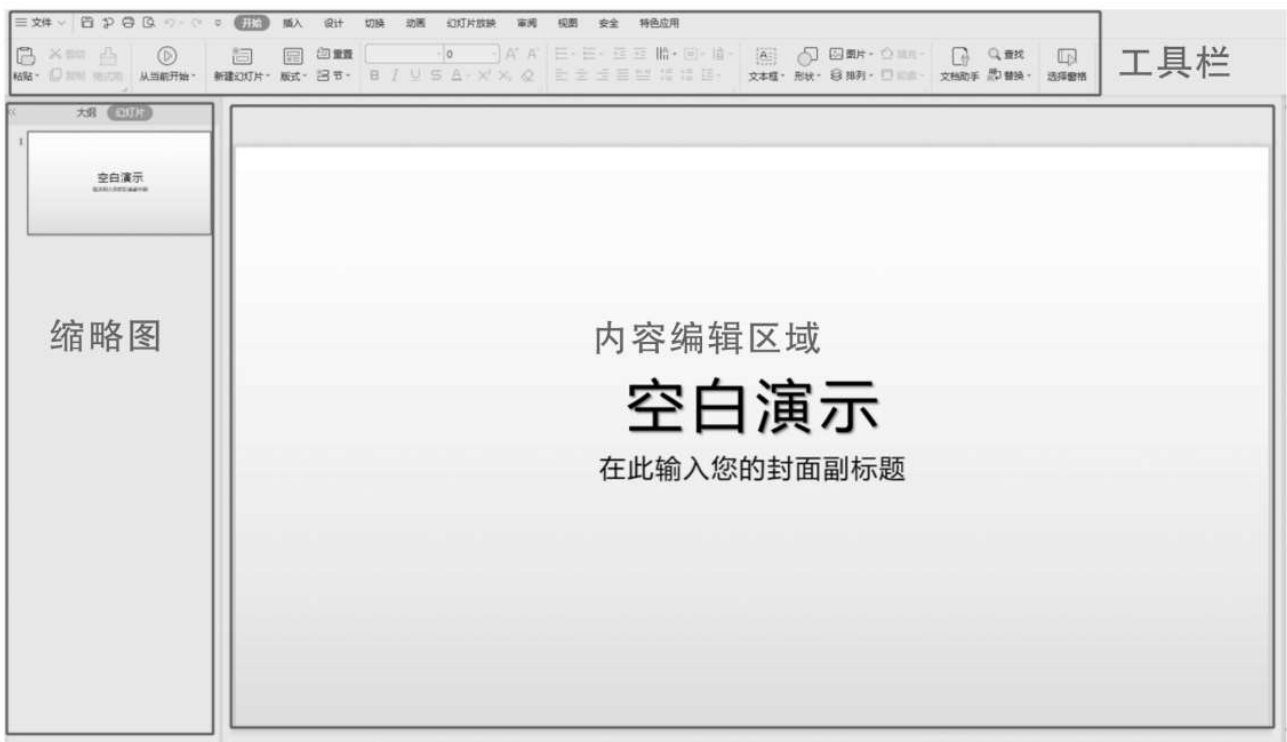 文件 开始 插入 设计 切换 动画 幻灯片放映 审阅 视图 安全 特色应用
重置 0 图片 查找
粘贴 从当前开始 新建幻灯片 版式 节 B I U S A 文本框 形状 排列 文档助手 替换 选择窗格
工具栏
大纲 幻灯片
1
空白演示
缩略图
内容编辑区域
空白演示
在此输入您的封面副标题